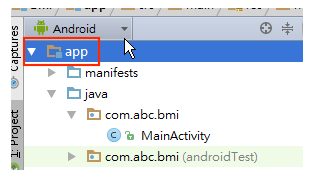 Android
app
manifests
java
com.abc.bmi
MainActivity
com.abc.bmi (androidTest)
Captures
1: Project